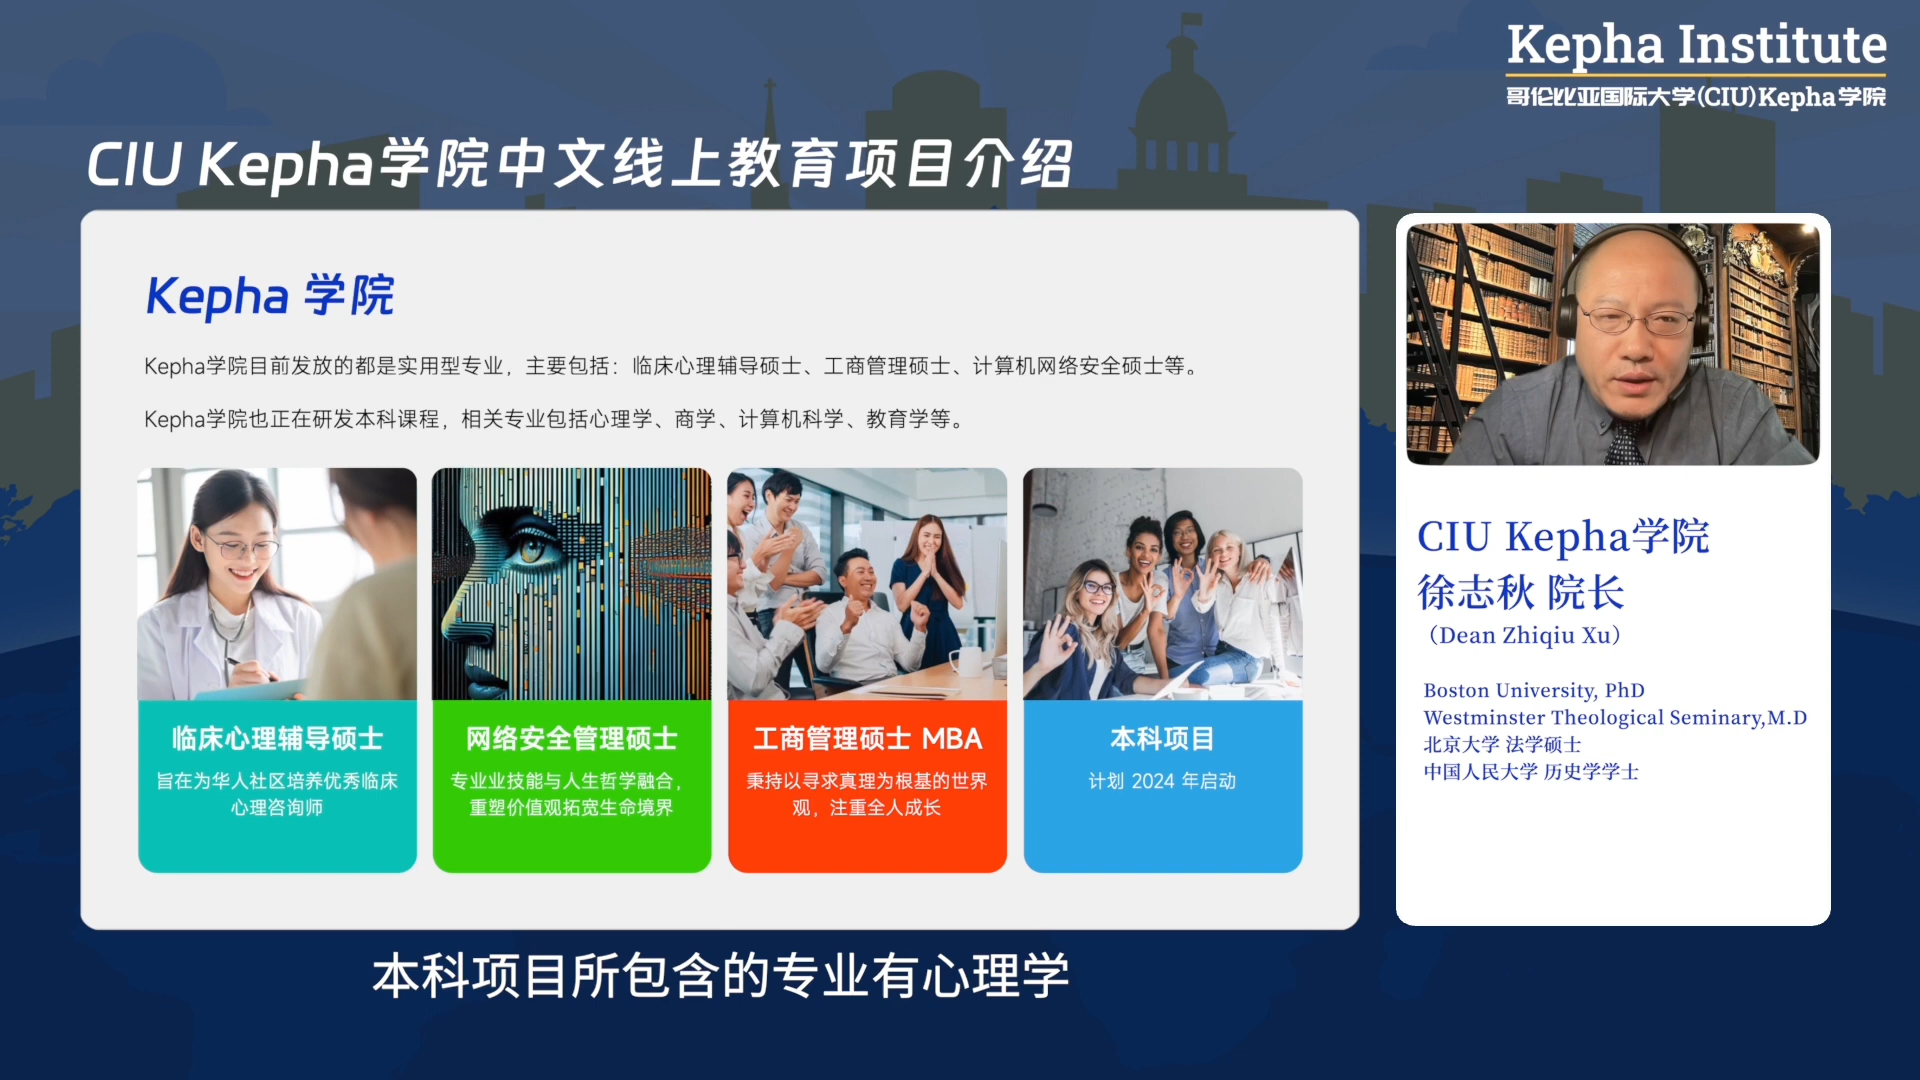 Kepha Institute
哥伦比亚国际大学(CIU)Kepha学院
CIU Kepha学院中文线上教育项目介绍
Kepha 学院
Kepha学院目前发放的都是实用型专业，主要包括：临床心理辅导硕士、工商管理硕士、计算机网络安全硕士等。
Kepha学院也正在研发本科课程，相关专业包括心理学、商学、计算机科学、教育学等。
临床心理辅导硕士
旨在为华人社区培养优秀临床
心理咨询师
网络安全管理硕士
专业业技能与人生哲学融合，
重塑价值观拓宽生命境界
工商管理硕士 MBA
秉持以寻求真理为根基的世界
观，注重全人成长
本科项目
计划 2024 年启动
CIU Kepha学院
徐志秋 院长
（Dean Zhiqiu Xu）
Boston University, PhD
Westminster Theological Seminary,M.D
北京大学 法学硕士
中国人民大学 历史学学士
本科项目所包含的专业有心理学